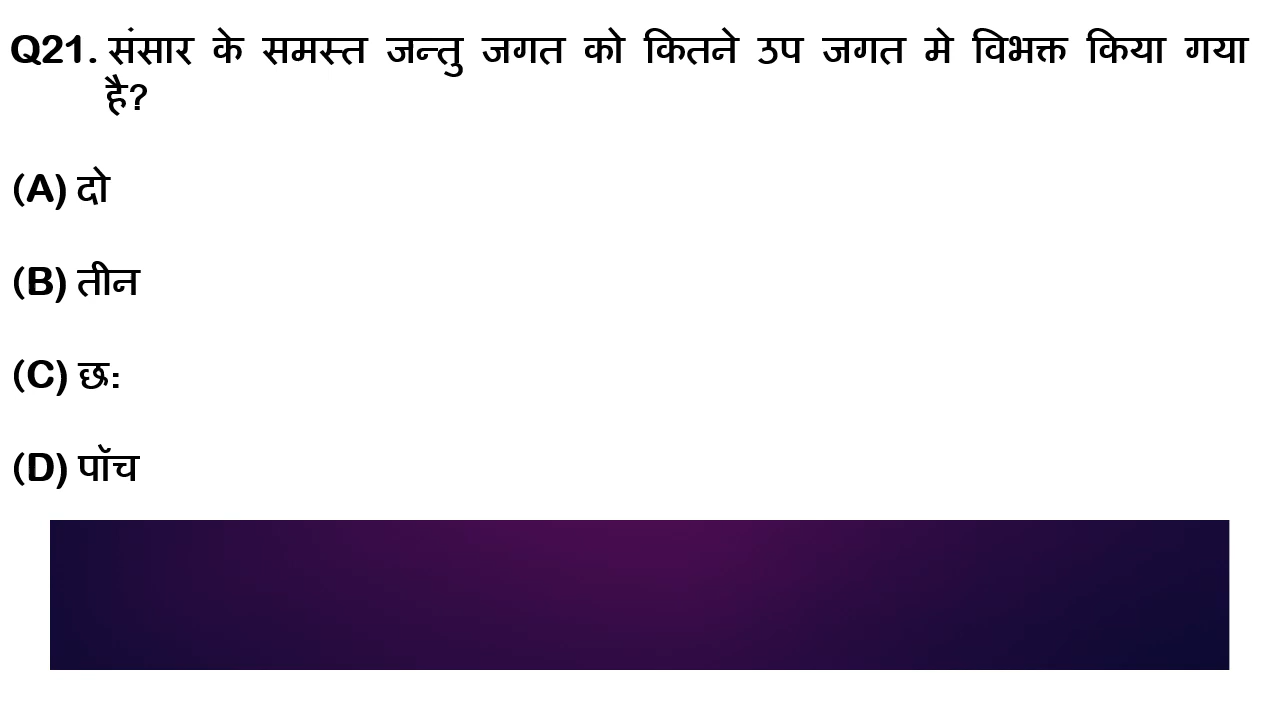 Q21. संसार के समस्त जन्तु जगत को कितने उप जगत मे विभक्त किया गया
है?
(A) दो
(B) तीन
(C) छः
(D) पॉच